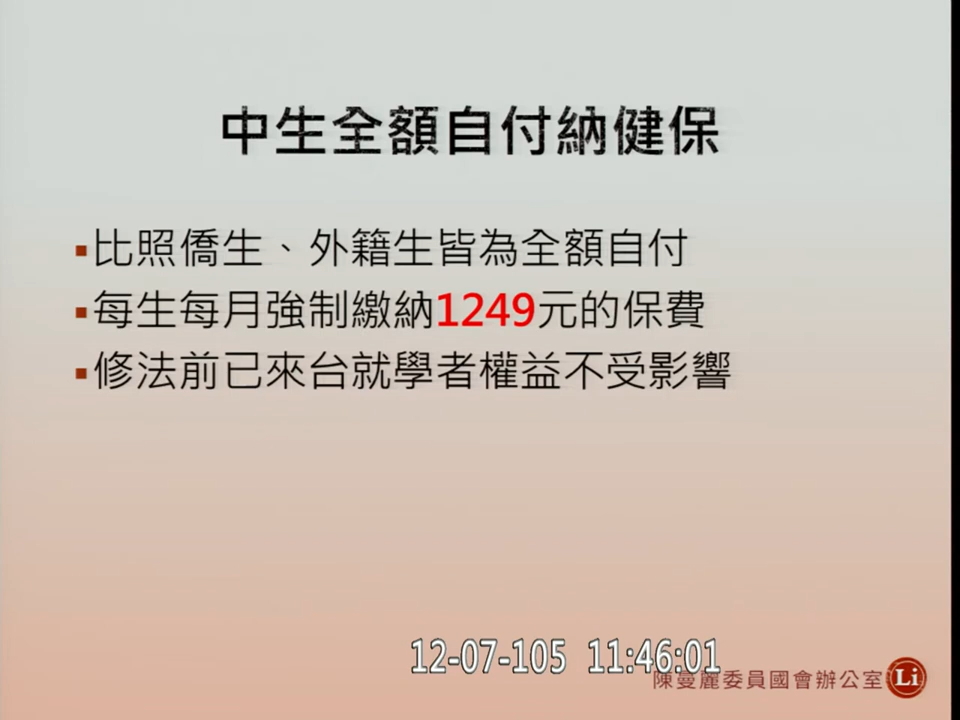 中生全額自付納健保
▪比照僑生、外籍生皆為全額自付
▪每生每月強制繳納1249元的保費
▪修法前已來台就學者權益不受影響
12-07-105 11:46:01
陳曼麗委員國會辦公室 Li